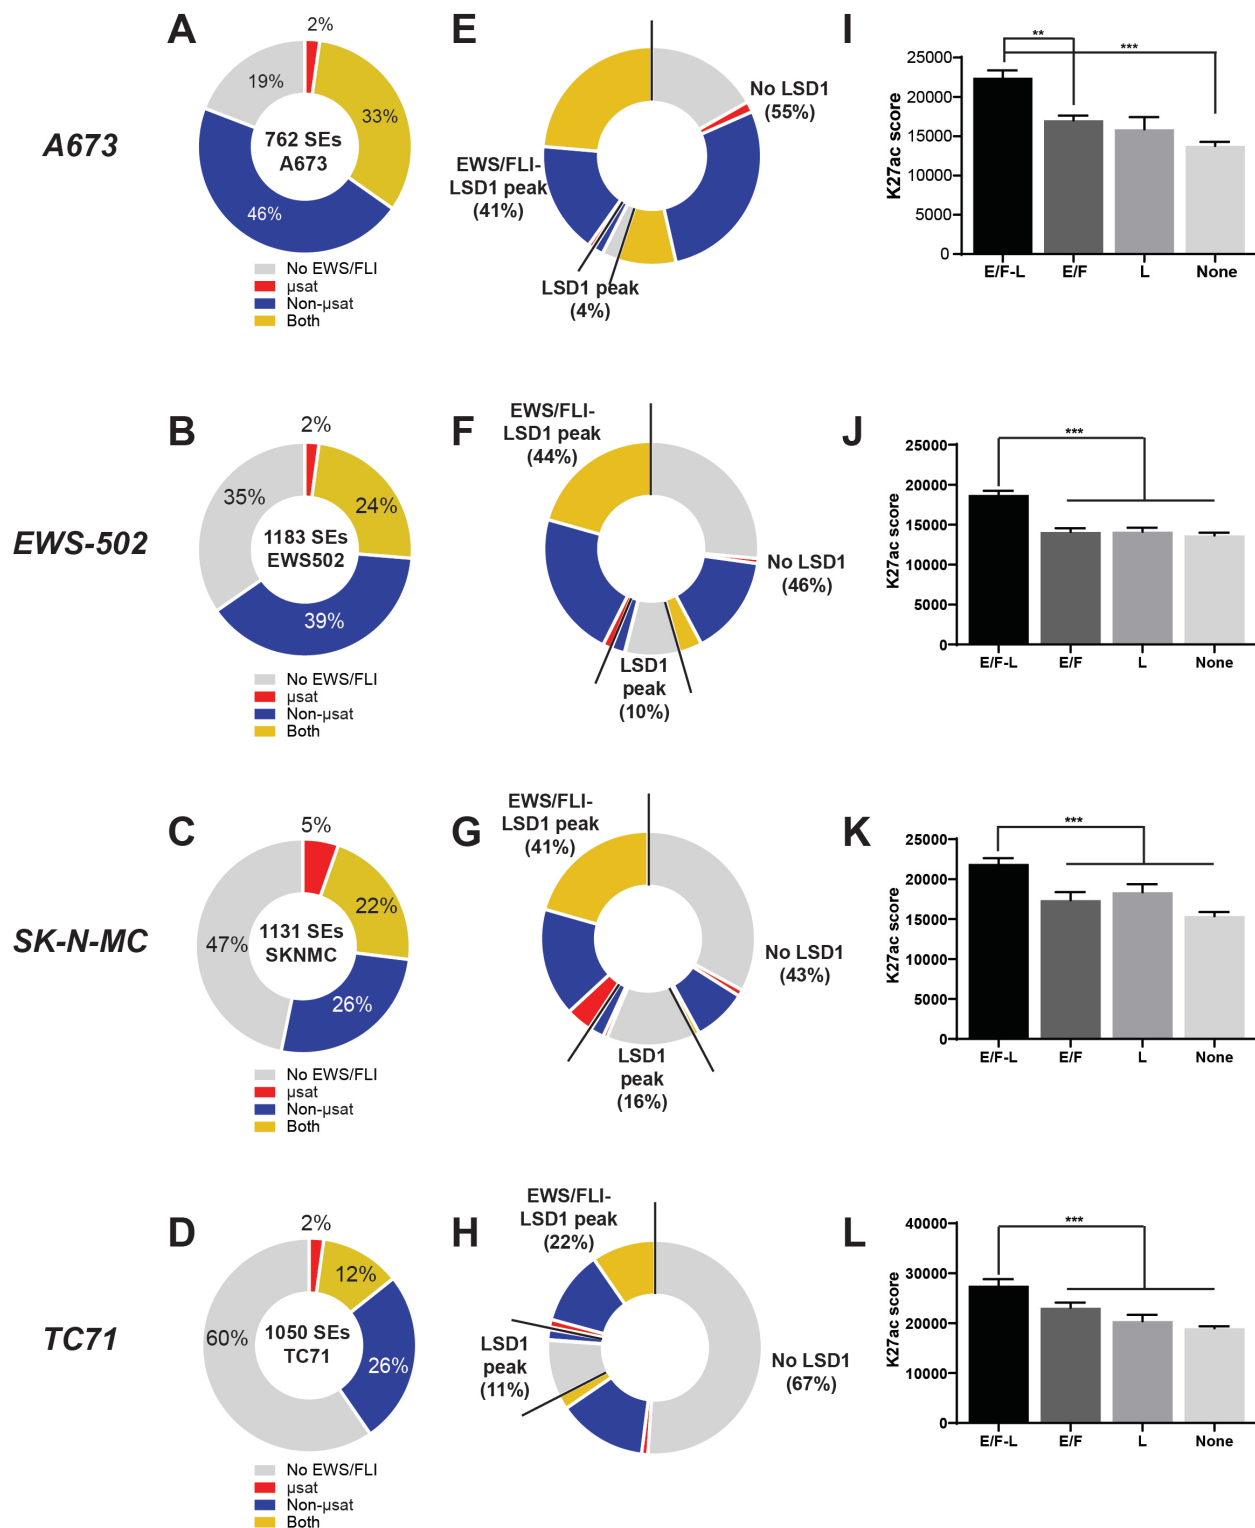 A
2%
19%
33%
762 SEs
A673
46%
No EWS/FLI
µsat
Non-µsat
Both
A673
E
No LSD1
(55%)
EWS/FLI-
LSD1 peak
(41%)
LSD1 peak
(4%)
I
**
***
25000
20000
15000
10000
5000
0
K27ac score
E/F-L
E/F
L
None
B
2%
35%
24%
1183 SEs
EWS502
39%
No EWS/FLI
µsat
Non-µsat
Both
EWS-502
F
EWS/FLI-
LSD1 peak
(44%)
No LSD1
(46%)
LSD1
peak
(10%)
J
***
25000
20000
15000
10000
5000
0
K27ac score
E/F-L
E/F
L
None
C
5%
22%
47%
1131 SEs
SKNMC
26%
No EWS/FLI
µsat
Non-µsat
Both
SK-N-MC
G
EWS/FLI-
LSD1 peak
(41%)
No LSD1
(43%)
LSD1
peak
(16%)
K
***
25000
20000
15000
10000
5000
0
K27ac score
E/F-L
E/F
L
None
D
2%
12%
60%
1050 SEs
TC71
26%
No EWS/FLI
µsat
Non-µsat
Both
TC71
H
EWS/FLI-
LSD1 peak
(22%)
LSD1
peak
(11%)
No LSD1
(67%)
L
***
40000
30000
20000
10000
0
K27ac score
E/F-L
E/F
L
None